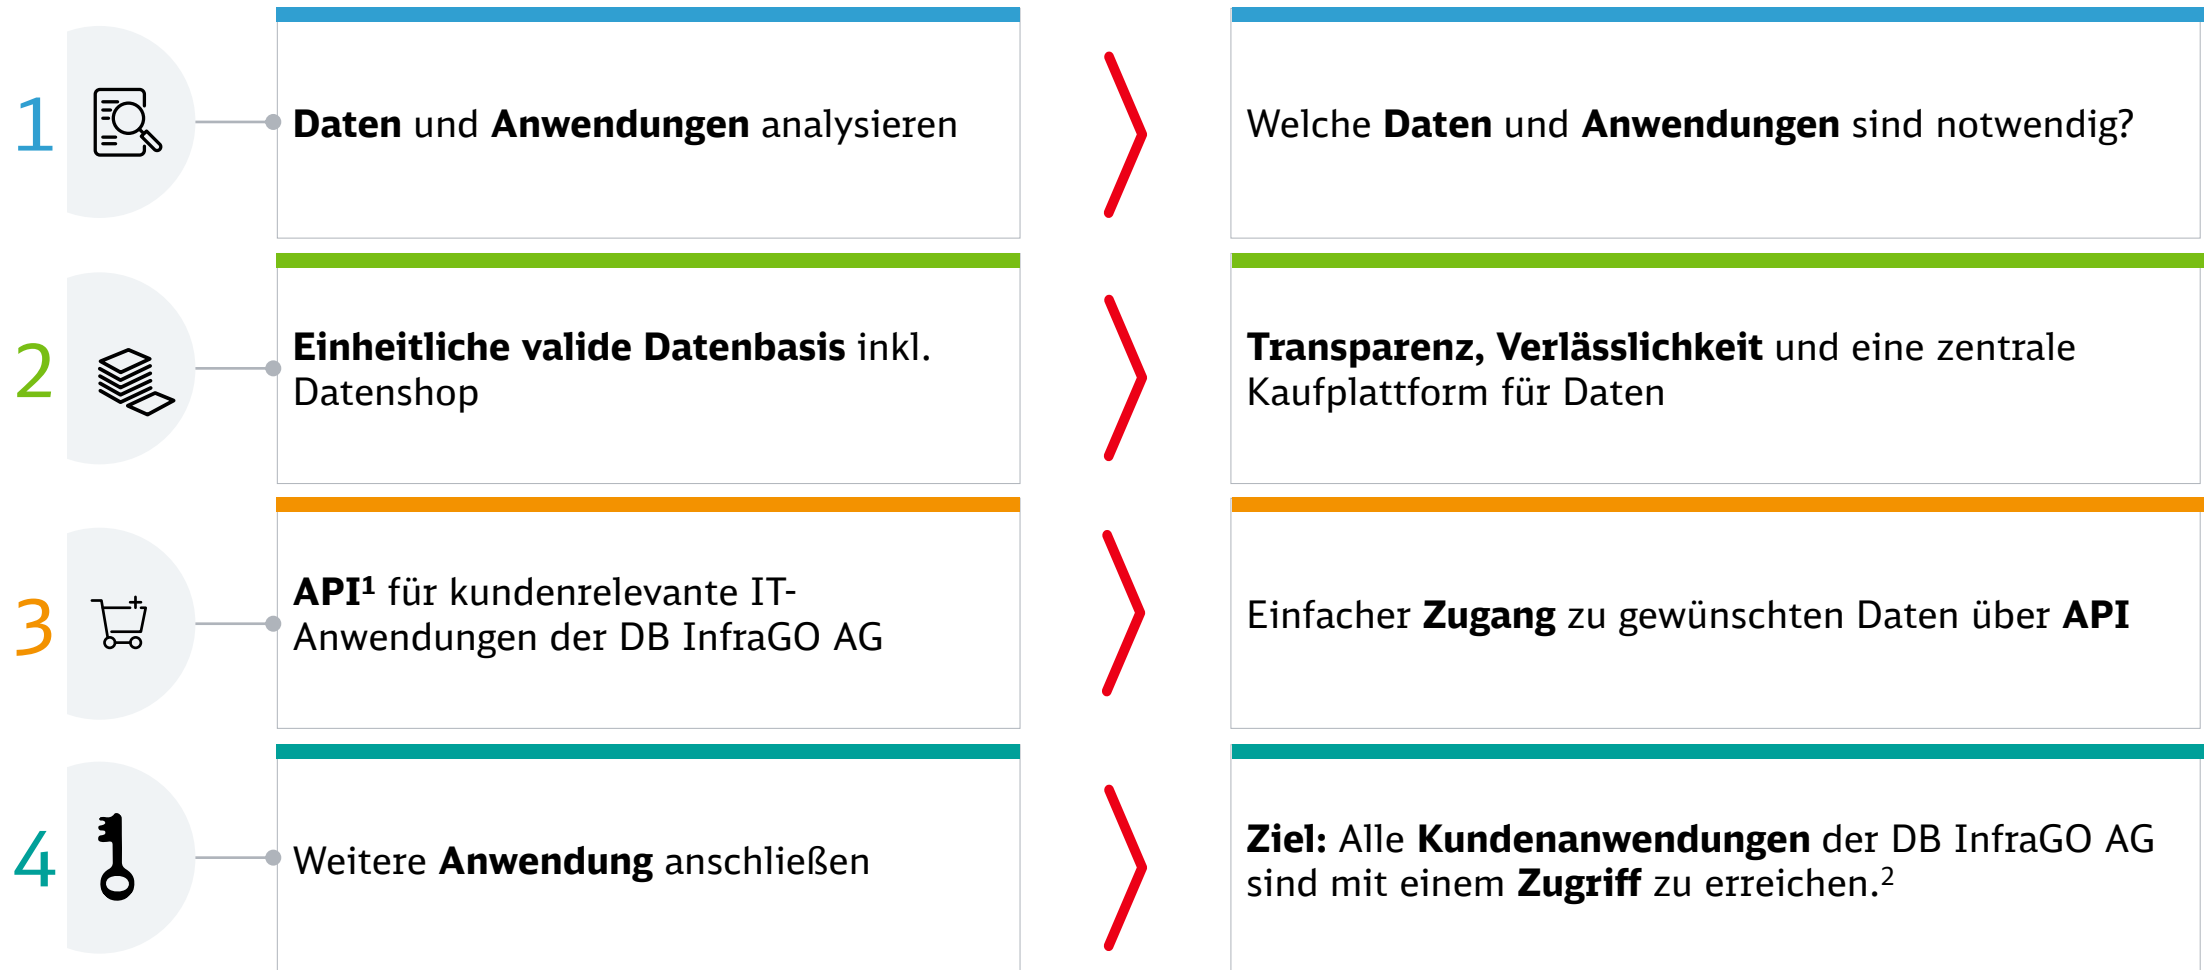 1
Daten und Anwendungen analysieren
Welche Daten und Anwendungen sind notwendig?
2
Einheitliche valide Datenbasis inkl.
Datenshop
Transparenz, Verlässlichkeit und eine zentrale
Kaufplattform für Daten
3
API¹ für kundenrelevante IT-
Anwendungen der DB InfraGO AG
Einfacher Zugang zu gewünschten Daten über API
4
Weitere Anwendung anschließen
Ziel: Alle Kundenanwendungen der DB InfraGO AG
sind mit einem Zugriff zu erreichen.²